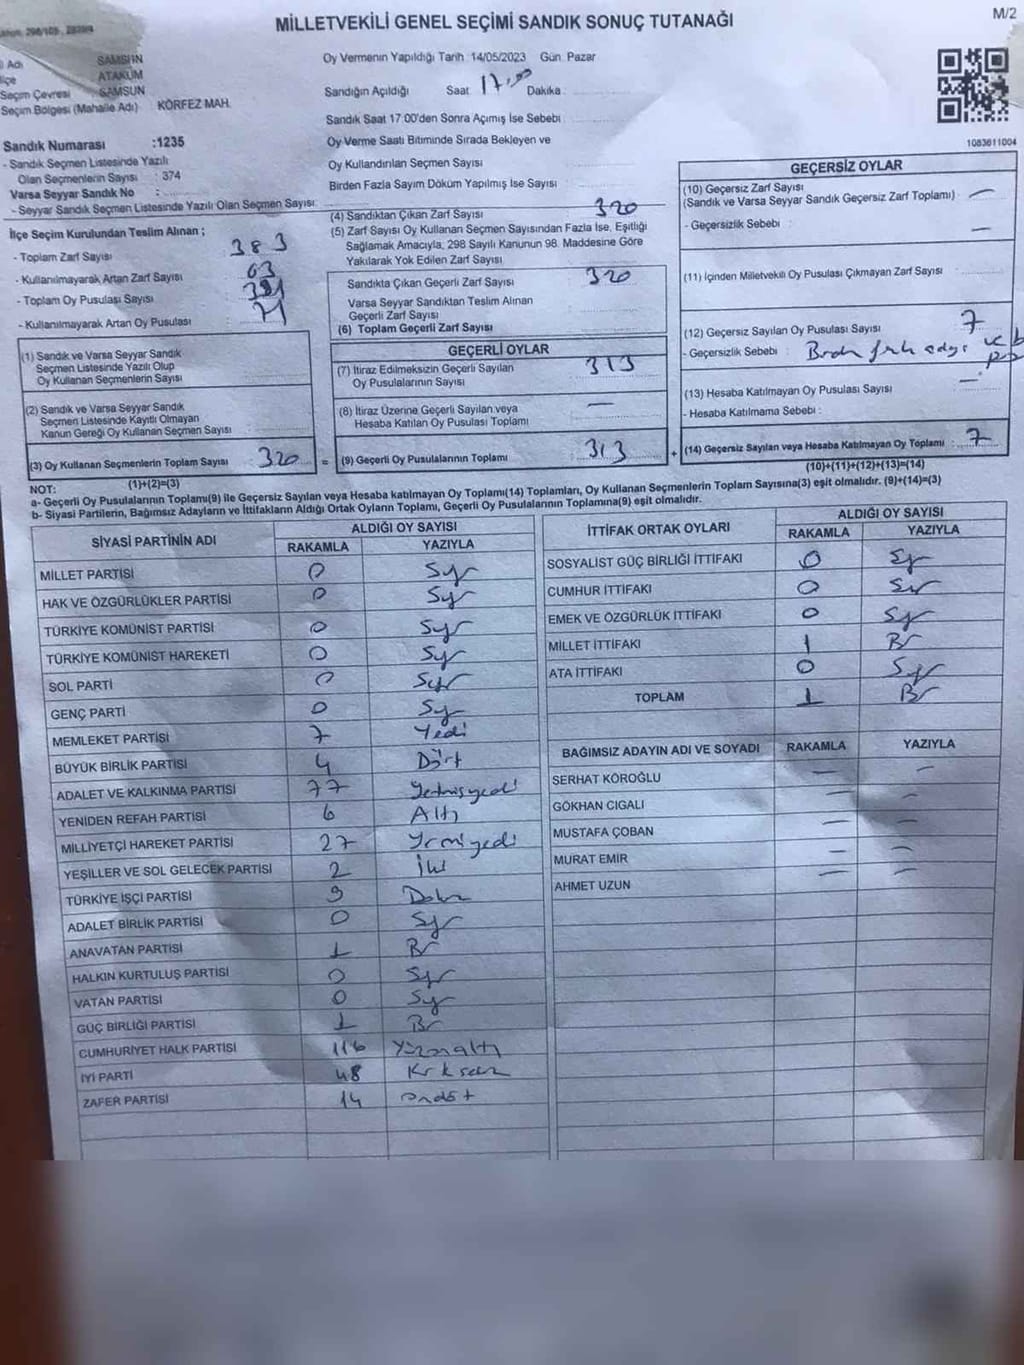 MİLLETVEKİLİ GENEL SEÇİMİ SANDIK SONUÇ TUTANAĞI
M/2
İl Adı SAMSUN
İlçe ATAKUM
Seçim Çevresi SAMSUN
Seçim Bölgesi (Mahalle Adı) KÖRFEZ MAH.
Sandık Numarası :1235
- Sandık Seçmen Listesinde Yazılı
Olan Seçmenlerin Sayısı : 374
Varsa Seyyar Sandık No :
- Seyyar Sandık Seçmen Listesinde Yazılı Olan Seçmen Sayısı:
Oy Vermenin Yapıldığı Tarih 14/05/2023 Gün Pazar
Sandığın Açıldığı Saat 17:00 Dakika
Sandık Saat 17:00'den Sonra Açımış İse Sebebi
Oy Verme Saati Bitiminde Sırada Bekleyen ve
Oy Kullandırılan Seçmen Sayısı
Birden Fazla Sayım Döküm Yapılmış İse Sayısı
1083611004
İlçe Seçim Kurulundan Teslim Alınan ;
- Toplam Zarf Sayısı 383
- Kullanılmayarak Artan Zarf Sayısı 63
- Toplam Oy Pusulası Sayısı
- Kullanılmayarak Artan Oy Pusulası 71
(1) Sandık ve Varsa Seyyar Sandık
Seçmen Listesinde Yazılı Olup
Oy Kullanan Seçmenlerin Sayısı
(2) Sandık ve Varsa Seyyar Sandık
Seçmen Listesinde Kayıtlı Olmayan
Kanun Gereği Oy Kullanan Seçmen Sayısı
(3) Oy Kullanan Seçmenlerin Toplam Sayısı 320 =
(1)+(2)=(3)
(4) Sandıktan Çıkan Zarf Sayısı 320
(5) Zarf Sayısı Oy Kullanan Seçmen Sayısından Fazla İse, Eşitliği
Sağlamak Amacıyla, 298 Sayılı Kanunun 98. Maddesine Göre
Yakılarak Yok Edilen Zarf Sayısı
Sandıkta Çıkan Geçerli Zarf Sayısı 320
Varsa Seyyar Sandıktan Teslim Alınan
Geçerli Zarf Sayısı
(6) Toplam Geçerli Zarf Sayısı
GEÇERLİ OYLAR
(7) İtiraz Edilmeksizin Geçerli Sayılan
Oy Pusulalarının Sayısı 313
(8) İtiraz Üzerine Geçerli Sayılan veya
Hesaba Katılan Oy Pusulası Toplamı —
(9) Geçerli Oy Pusulalarının Toplamı 313 +
GEÇERSİZ OYLAR
(10) Geçersiz Zarf Sayısı
(Sandık ve Varsa Seyyar Sandık Geçersiz Zarf Toplamı) —
- Geçersizlik Sebebi : —
(11) İçinden Milletvekili Oy Pusulası Çıkmayan Zarf Sayısı
(12) Geçersiz Sayılan Oy Pusulası Sayısı 7
- Geçersizlik Sebebi :
(13) Hesaba Katılmayan Oy Pusulası Sayısı —
- Hesaba Katılmama Sebebi :
(14) Geçersiz Sayılan veya Hesaba Katılmayan Oy Toplamı : 7
(10)+(11)+(12)+(13)=(14)
NOT:
a- Geçerli Oy Pusulalarının Toplamı(9) ile Geçersiz Sayılan veya Hesaba katılmayan Oy Toplamı(14) Toplamları, Oy Kullanan Seçmenlerin Toplam Sayısına(3) eşit olmalıdır. (9)+(14)=(3)
b- Siyasi Partilerin, Bağımsız Adayların ve İttifakların Aldığı Ortak Oyların Toplamı, Geçerli Oy Pusulalarının Toplamına(9) eşit olmalıdır.
SİYASİ PARTİNİN ADI ALDIĞI OY SAYISI
RAKAMLA YAZIYLA
MİLLET PARTİSİ 0 Sıfır
HAK VE ÖZGÜRLÜKLER PARTİSİ 0 Sıfır
TÜRKİYE KOMÜNİST PARTİSİ 0 Sıfır
TÜRKİYE KOMÜNİST HAREKETİ 0 Sıfır
SOL PARTİ 0 Sıfır
GENÇ PARTİ 0 Sıfır
MEMLEKET PARTİSİ 7 Yedi
BÜYÜK BİRLİK PARTİSİ 4 Dört
ADALET VE KALKINMA PARTİSİ 77 Yetmişyedi
YENİDEN REFAH PARTİSİ 6 Altı
MİLLİYETÇİ HAREKET PARTİSİ 27 Yirmiyedi
YEŞİLLER VE SOL GELECEK PARTİSİ 2 İki
TÜRKİYE İŞÇİ PARTİSİ 9 Dokuz
ADALET BİRLİK PARTİSİ 0 Sıfır
ANAVATAN PARTİSİ 1 Bir
HALKIN KURTULUŞ PARTİSİ 0 Sıfır
VATAN PARTİSİ 0 Sıfır
GÜÇ BİRLİĞİ PARTİSİ 1 Bir
CUMHURİYET HALK PARTİSİ 116 Yüzonaltı
İYİ PARTİ 48 Kırksekiz
ZAFER PARTİSİ 14 ondört
İTTİFAK ORTAK OYLARI ALDIĞI OY SAYISI
RAKAMLA YAZIYLA
SOSYALİST GÜÇ BİRLİĞİ İTTİFAKI 0 Sıfır
CUMHUR İTTİFAKI 0 Sıfır
EMEK VE ÖZGÜRLÜK İTTİFAKI 0 Sıfır
MİLLET İTTİFAKI 1 Bir
ATA İTTİFAKI 0 Sıfır
TOPLAM 1 Bir
BAĞIMSIZ ADAYIN ADI VE SOYADI RAKAMLA YAZIYLA
SERHAT KÖROĞLU — —
GÖKHAN CIGALI — —
MUSTAFA ÇOBAN — —
MURAT EMİR — —
AHMET UZUN — —